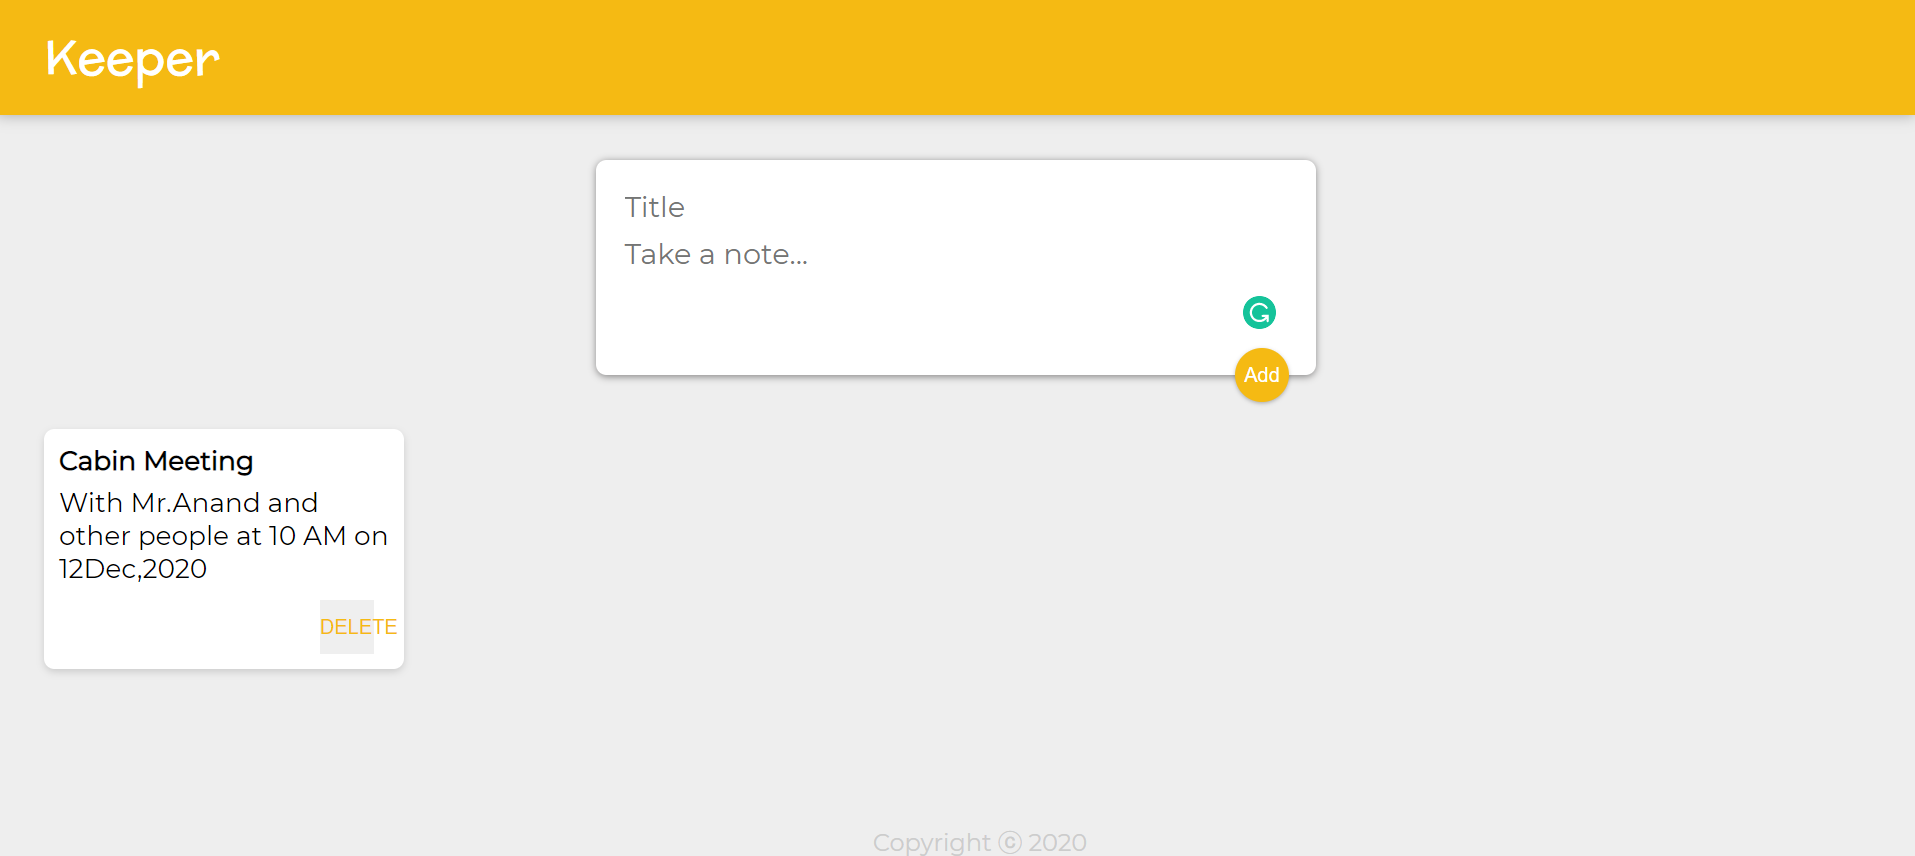 Keeper
Title
Take a note...
Add
Cabin Meeting
With Mr.Anand and
other people at 10 AM on
12Dec,2020
DELETE
Copyright ⓒ 2020